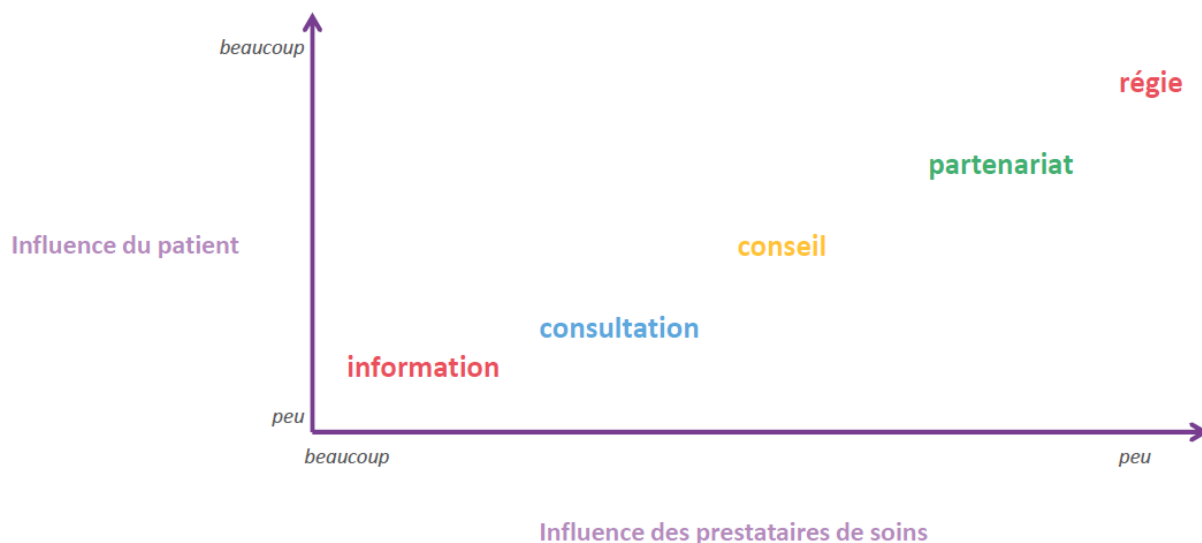 beaucoup
régie
partenariat
Influence du patient
conseil
consultation
information
peu
beaucoup
peu
Influence des prestataires de soins